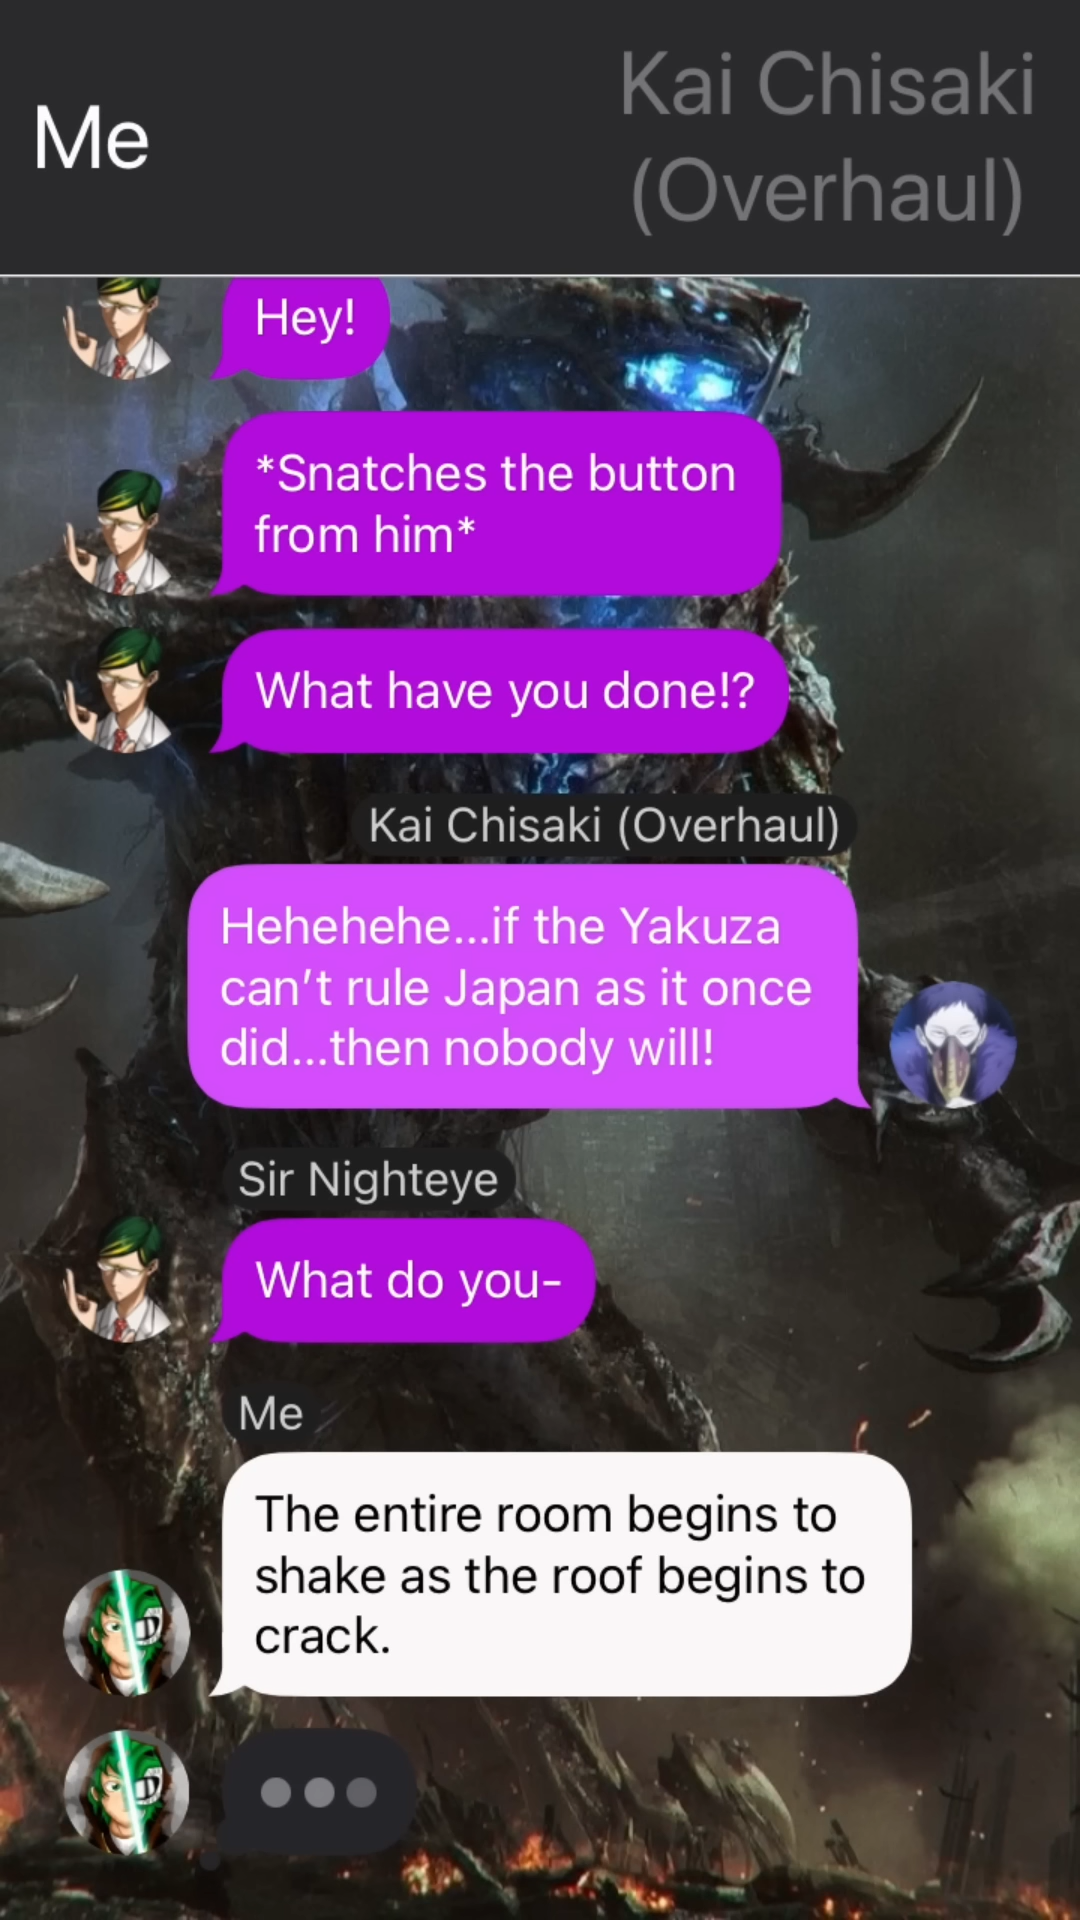 Me
Kai Chisaki
(Overhaul)
Hey!
*Snatches the button
from him*
What have you done!?
Kai Chisaki (Overhaul)
Hehehehe...if the Yakuza
can’t rule Japan as it once
did...then nobody will!
Sir Nighteye
What do you-
Me
The entire room begins to
shake as the roof begins to
crack.